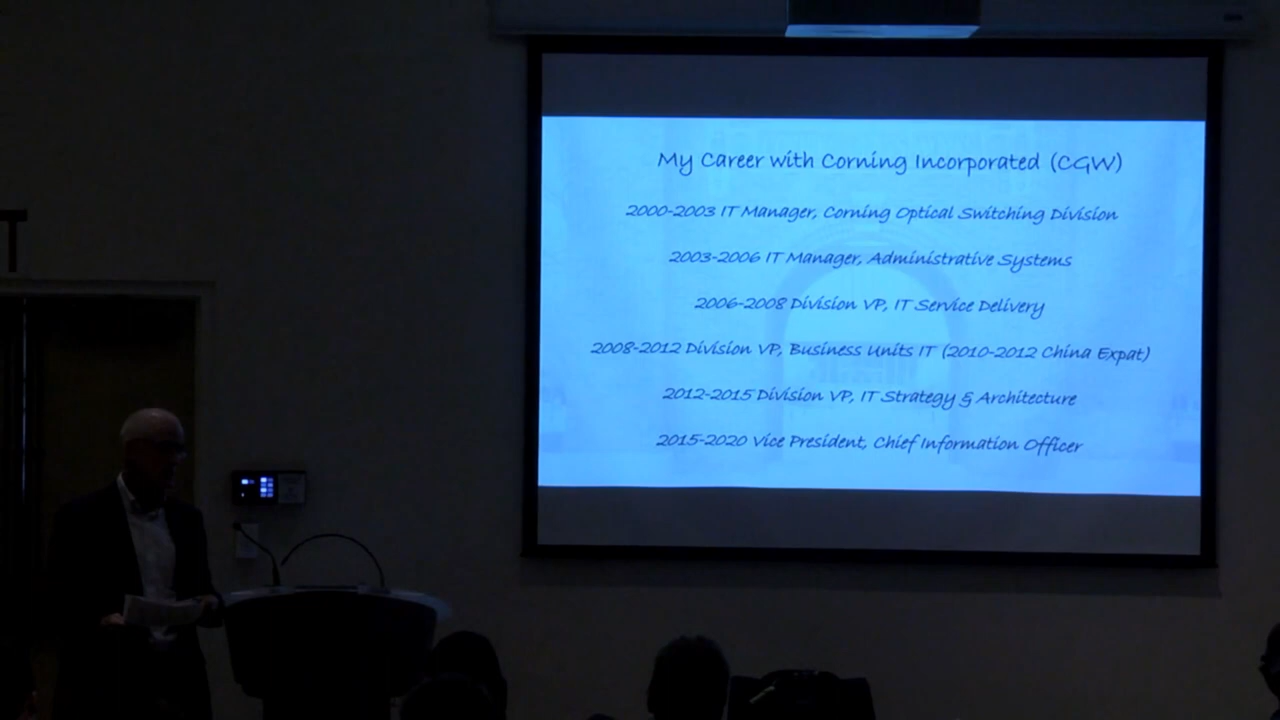 My Career with Corning Incorporated (CGW)
2000-2003 IT Manager, Corning Optical Switching Division
2003-2006 IT Manager, Administrative Systems
2006-2008 Division VP, IT Service Delivery
2008-2012 Division VP, Business Units IT (2010-2012 China Expat)
2012-2015 Division VP, IT Strategy & Architecture
2015-2020 Vice President, Chief Information Officer